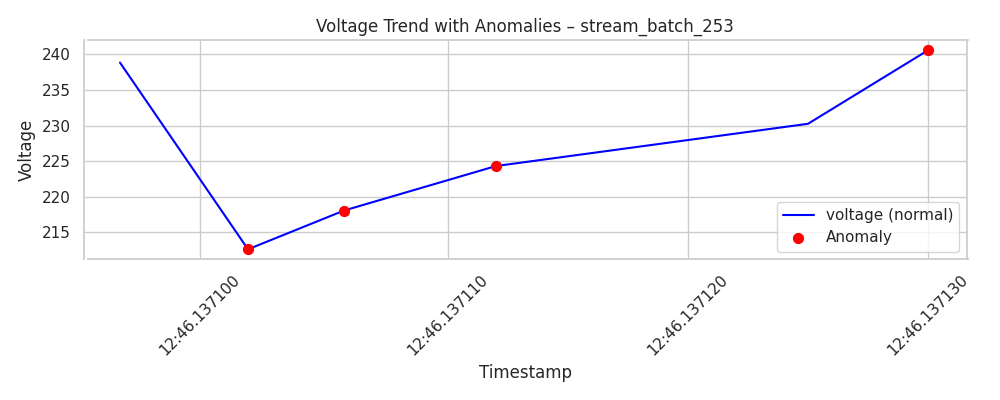 Voltage Trend with Anomalies – stream_batch_253
Voltage
240
235
230
225
220
215
voltage (normal)
Anomaly
12:46.137100
12:46.137110
12:46.137120
12:46.137130
Timestamp